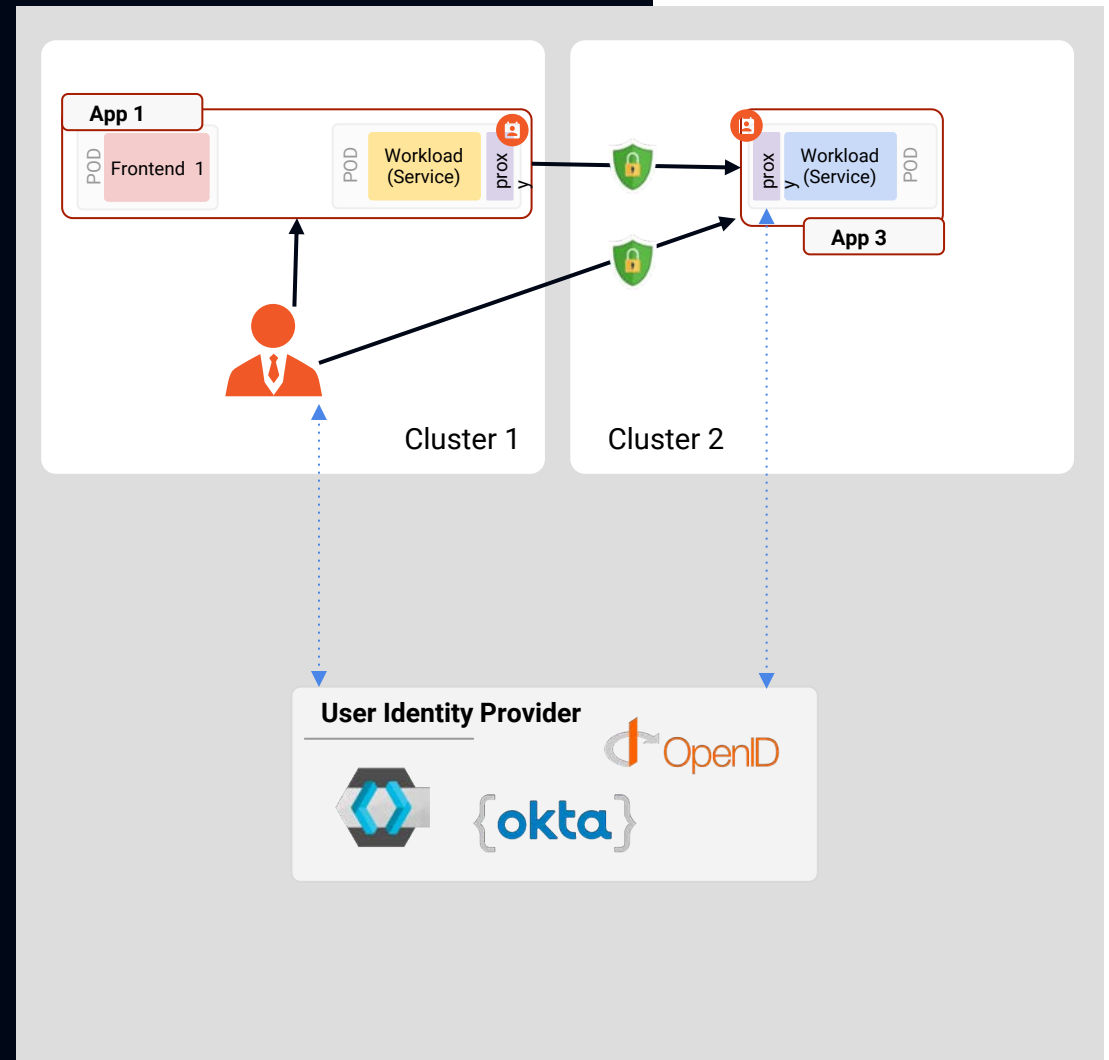 App 1
POD
Frontend 1
POD
Workload
(Service)
prox
y
prox
y
Workload
(Service)
POD
App 3
Cluster 1
Cluster 2
User Identity Provider
OpenID
{okta}